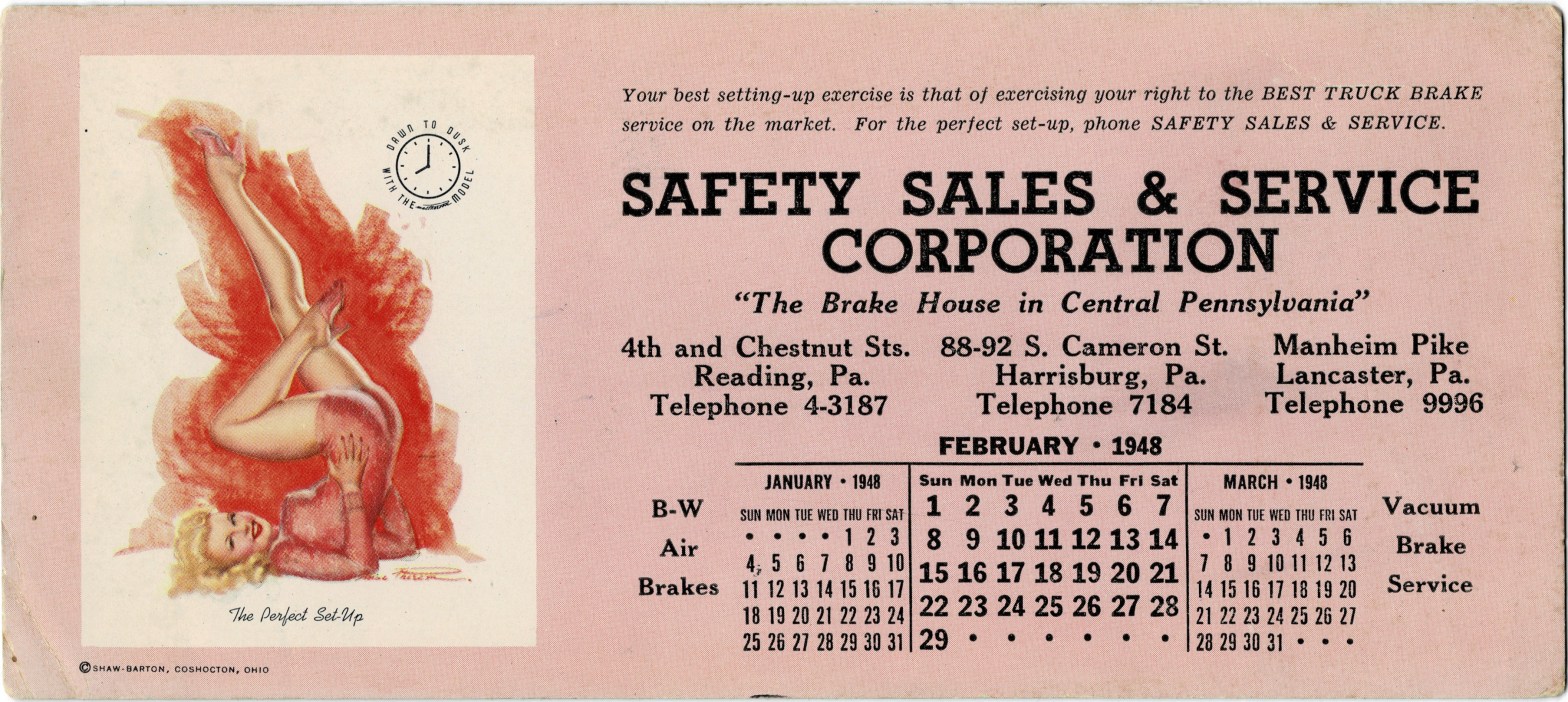 DAWN TO DUSK
WITH THE MODEL
The Perfect Set-Up
©SHAW-BARTON, COSHOCTON, OHIO
Your best setting-up exercise is that of exercising your right to the BEST TRUCK BRAKE
service on the market. For the perfect set-up, phone SAFETY SALES & SERVICE.
SAFETY SALES & SERVICE
CORPORATION
"The Brake House in Central Pennsylvania"
4th and Chestnut Sts.
Reading, Pa.
Telephone 4-3187
88-92 S. Cameron St.
Harrisburg, Pa.
Telephone 7184
Manheim Pike
Lancaster, Pa.
Telephone 9996
B-W
Air
Brakes
FEBRUARY • 1948
JANUARY • 1948
SUN MON TUE WED THU FRI SAT
• • • • 1 2 3
4 5 6 7 8 9 10
11 12 13 14 15 16 17
18 19 20 21 22 23 24
25 26 27 28 29 30 31
Sun Mon Tue Wed Thu Fri Sat
1 2 3 4 5 6 7
8 9 10 11 12 13 14
15 16 17 18 19 20 21
22 23 24 25 26 27 28
29 • • • • • •
MARCH • 1948
SUN MON TUE WED THU FRI SAT
• 1 2 3 4 5 6
7 8 9 10 11 12 13
14 15 16 17 18 19 20
21 22 23 24 25 26 27
28 29 30 31 • • •
Vacuum
Brake
Service